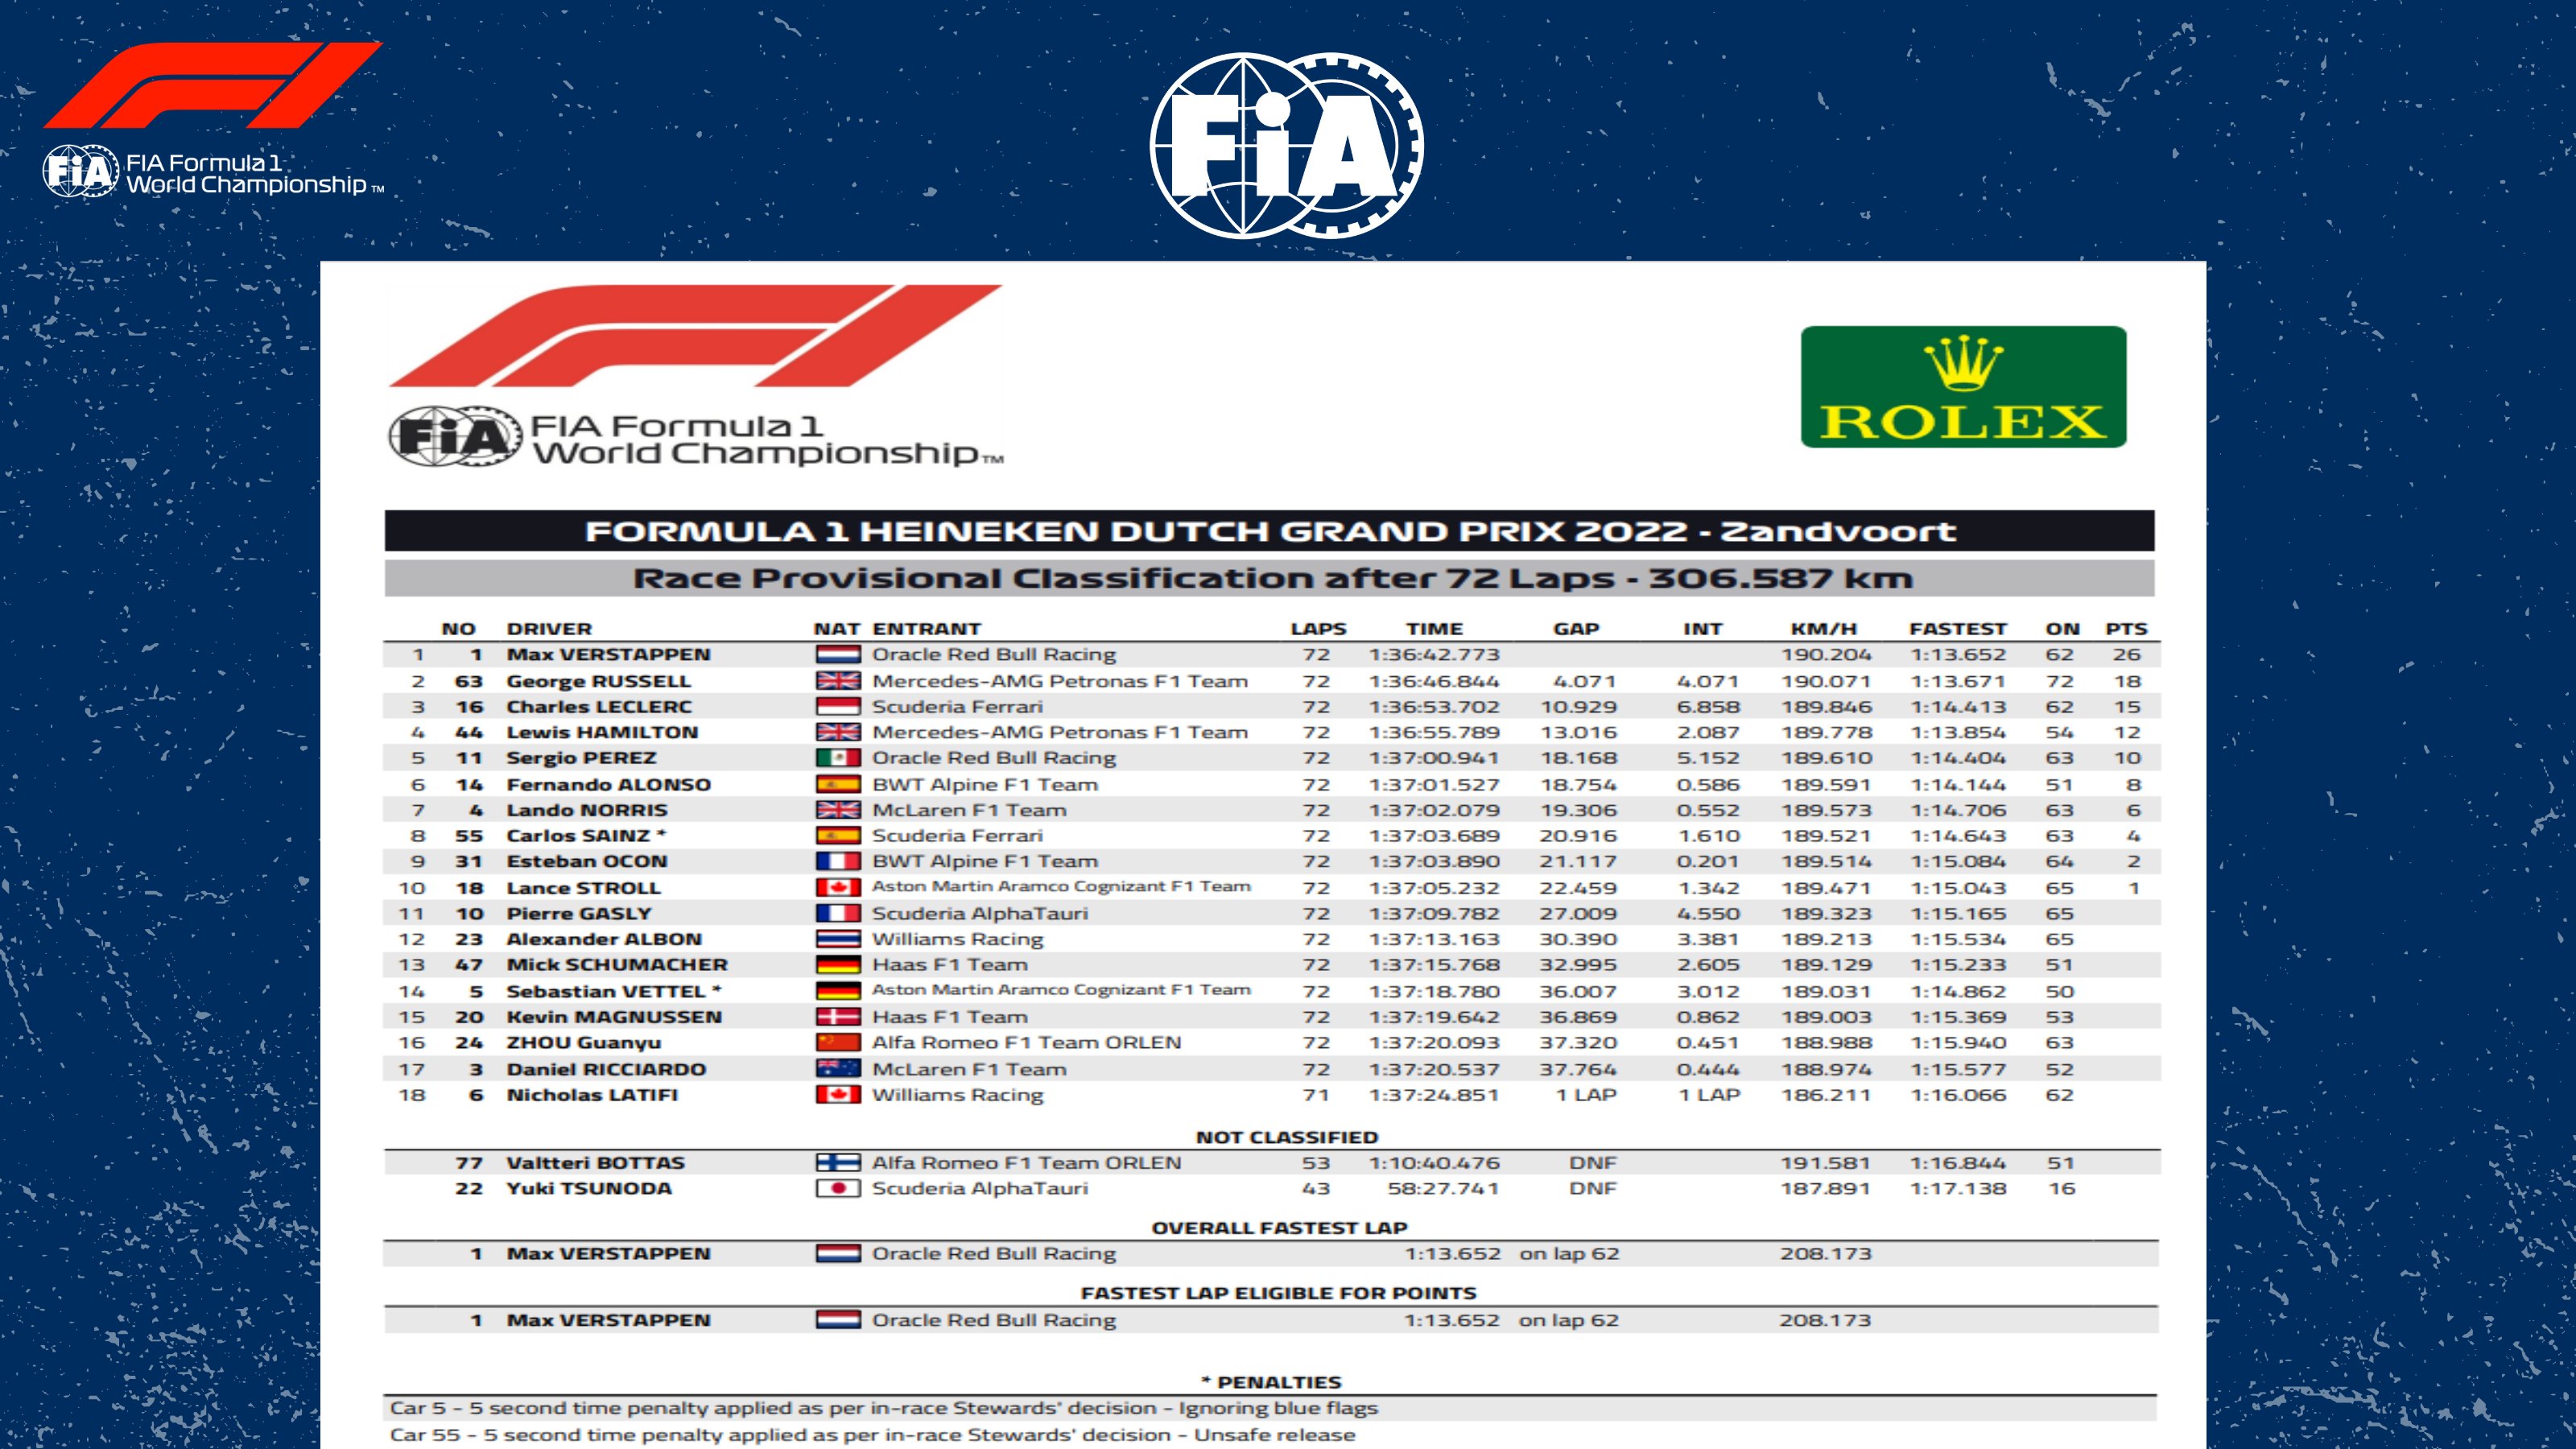 FIA Formula 1
World Championship™
FiA
FiA
FIA Formula 1
World Championship™
FiA
ROLEX
FORMULA 1 HEINEKEN DUTCH GRAND PRIX 2022 - Zandvoort
Race Provisional Classification after 72 Laps - 306.587 km
NO DRIVER NAT ENTRANT LAPS TIME GAP INT KM/H FASTEST ON PTS
1 1 Max VERSTAPPEN Oracle Red Bull Racing 72 1:36:42.773 190.204 1:13.652 62 26
2 63 George RUSSELL Mercedes-AMG Petronas F1 Team 72 1:36:46.844 4.071 4.071 190.071 1:13.671 72 18
3 16 Charles LECLERC Scuderia Ferrari 72 1:36:53.702 10.929 6.858 189.846 1:14.413 62 15
4 44 Lewis HAMILTON Mercedes-AMG Petronas F1 Team 72 1:36:55.789 13.016 2.087 189.778 1:13.854 54 12
5 11 Sergio PEREZ Oracle Red Bull Racing 72 1:37:00.941 18.168 5.152 189.610 1:14.404 63 10
6 14 Fernando ALONSO BWT Alpine F1 Team 72 1:37:01.527 18.754 0.586 189.591 1:14.144 51 8
7 4 Lando NORRIS McLaren F1 Team 72 1:37:02.079 19.306 0.552 189.573 1:14.706 63 6
8 55 Carlos SAINZ * Scuderia Ferrari 72 1:37:03.689 20.916 1.610 189.521 1:14.643 63 4
9 31 Esteban OCON BWT Alpine F1 Team 72 1:37:03.890 21.117 0.201 189.514 1:15.084 64 2
10 18 Lance STROLL Aston Martin Aramco Cognizant F1 Team 72 1:37:05.232 22.459 1.342 189.471 1:15.043 65 1
11 10 Pierre GASLY Scuderia AlphaTauri 72 1:37:09.782 27.009 4.550 189.323 1:15.165 65
12 23 Alexander ALBON Williams Racing 72 1:37:13.163 30.390 3.381 189.213 1:15.534 65
13 47 Mick SCHUMACHER Haas F1 Team 72 1:37:15.768 32.995 2.605 189.129 1:15.233 51
14 5 Sebastian VETTEL * Aston Martin Aramco Cognizant F1 Team 72 1:37:18.780 36.007 3.012 189.031 1:14.862 50
15 20 Kevin MAGNUSSEN Haas F1 Team 72 1:37:19.642 36.869 0.862 189.003 1:15.369 53
16 24 ZHOU Guanyu Alfa Romeo F1 Team ORLEN 72 1:37:20.093 37.320 0.451 188.988 1:15.940 63
17 3 Daniel RICCIARDO McLaren F1 Team 72 1:37:20.537 37.764 0.444 188.974 1:15.577 52
18 6 Nicholas LATIFI Williams Racing 71 1:37:24.851 1 LAP 1 LAP 186.211 1:16.066 62
NOT CLASSIFIED
77 Valtteri BOTTAS Alfa Romeo F1 Team ORLEN 53 1:10:40.476 DNF 191.581 1:16.844 51
22 Yuki TSUNODA Scuderia AlphaTauri 43 58:27.741 DNF 187.891 1:17.138 16
OVERALL FASTEST LAP
1 Max VERSTAPPEN Oracle Red Bull Racing 1:13.652 on lap 62 208.173
FASTEST LAP ELIGIBLE FOR POINTS
1 Max VERSTAPPEN Oracle Red Bull Racing 1:13.652 on lap 62 208.173
* PENALTIES
Car 5 - 5 second time penalty applied as per in-race Stewards' decision - Ignoring blue flags
Car 55 - 5 second time penalty applied as per in-race Stewards' decision - Unsafe release